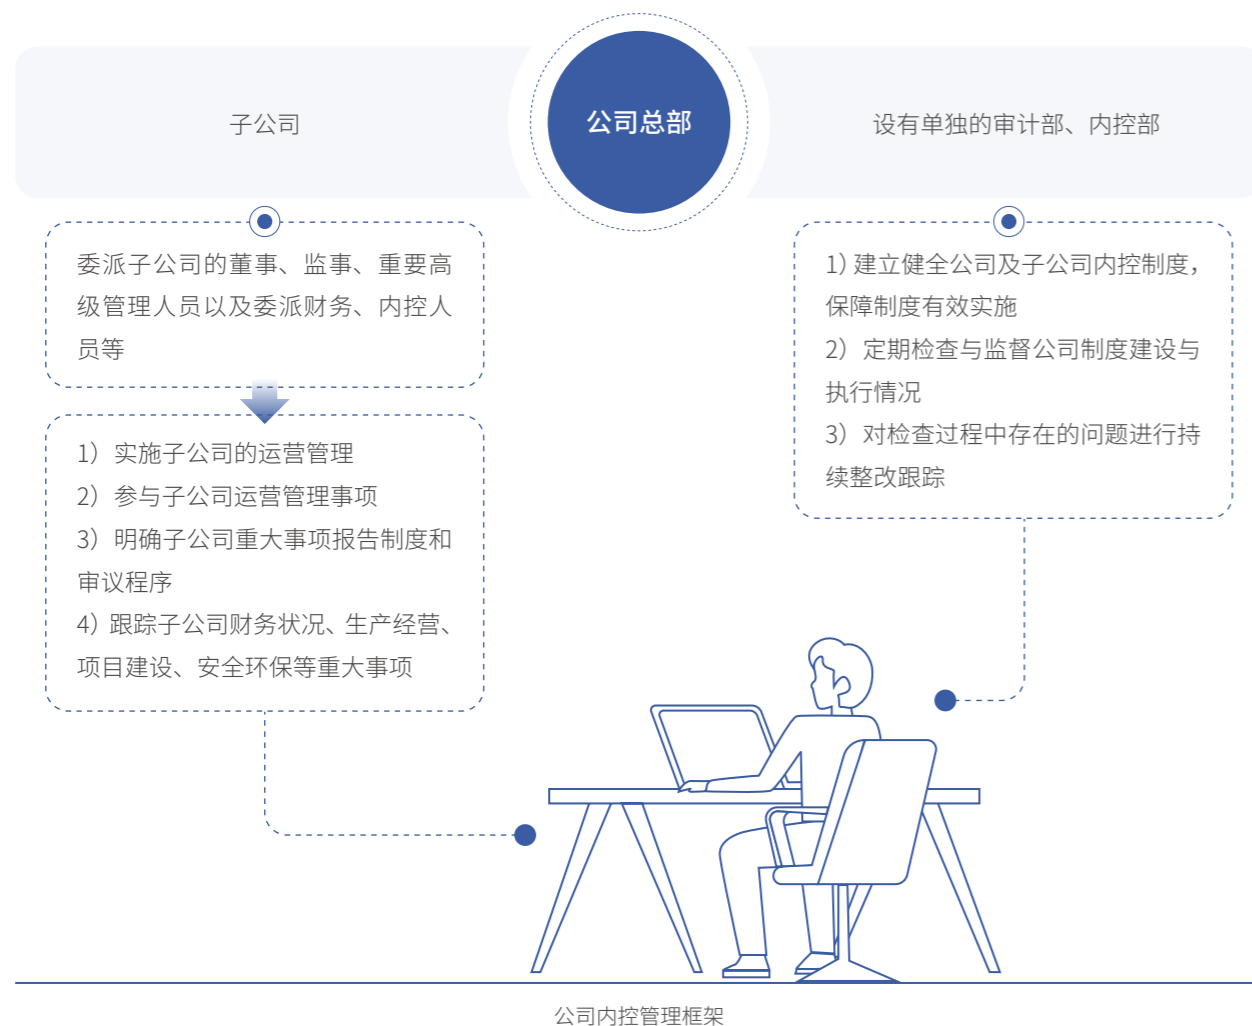 子公司
公司总部
设有单独的审计部、内控部
委派子公司的董事、监事、重要高
级管理人员以及委派财务、内控人
员等
1）实施子公司的运营管理
2）参与子公司运营管理事项
3）明确子公司重大事项报告制度和
审议程序
4）跟踪子公司财务状况、生产经营、
项目建设、安全环保等重大事项
1）建立健全公司及子公司内控制度，
保障制度有效实施
2）定期检查与监督公司制度建设与
执行情况
3）对检查过程中存在的问题进行持
续整改跟踪
公司内控管理框架